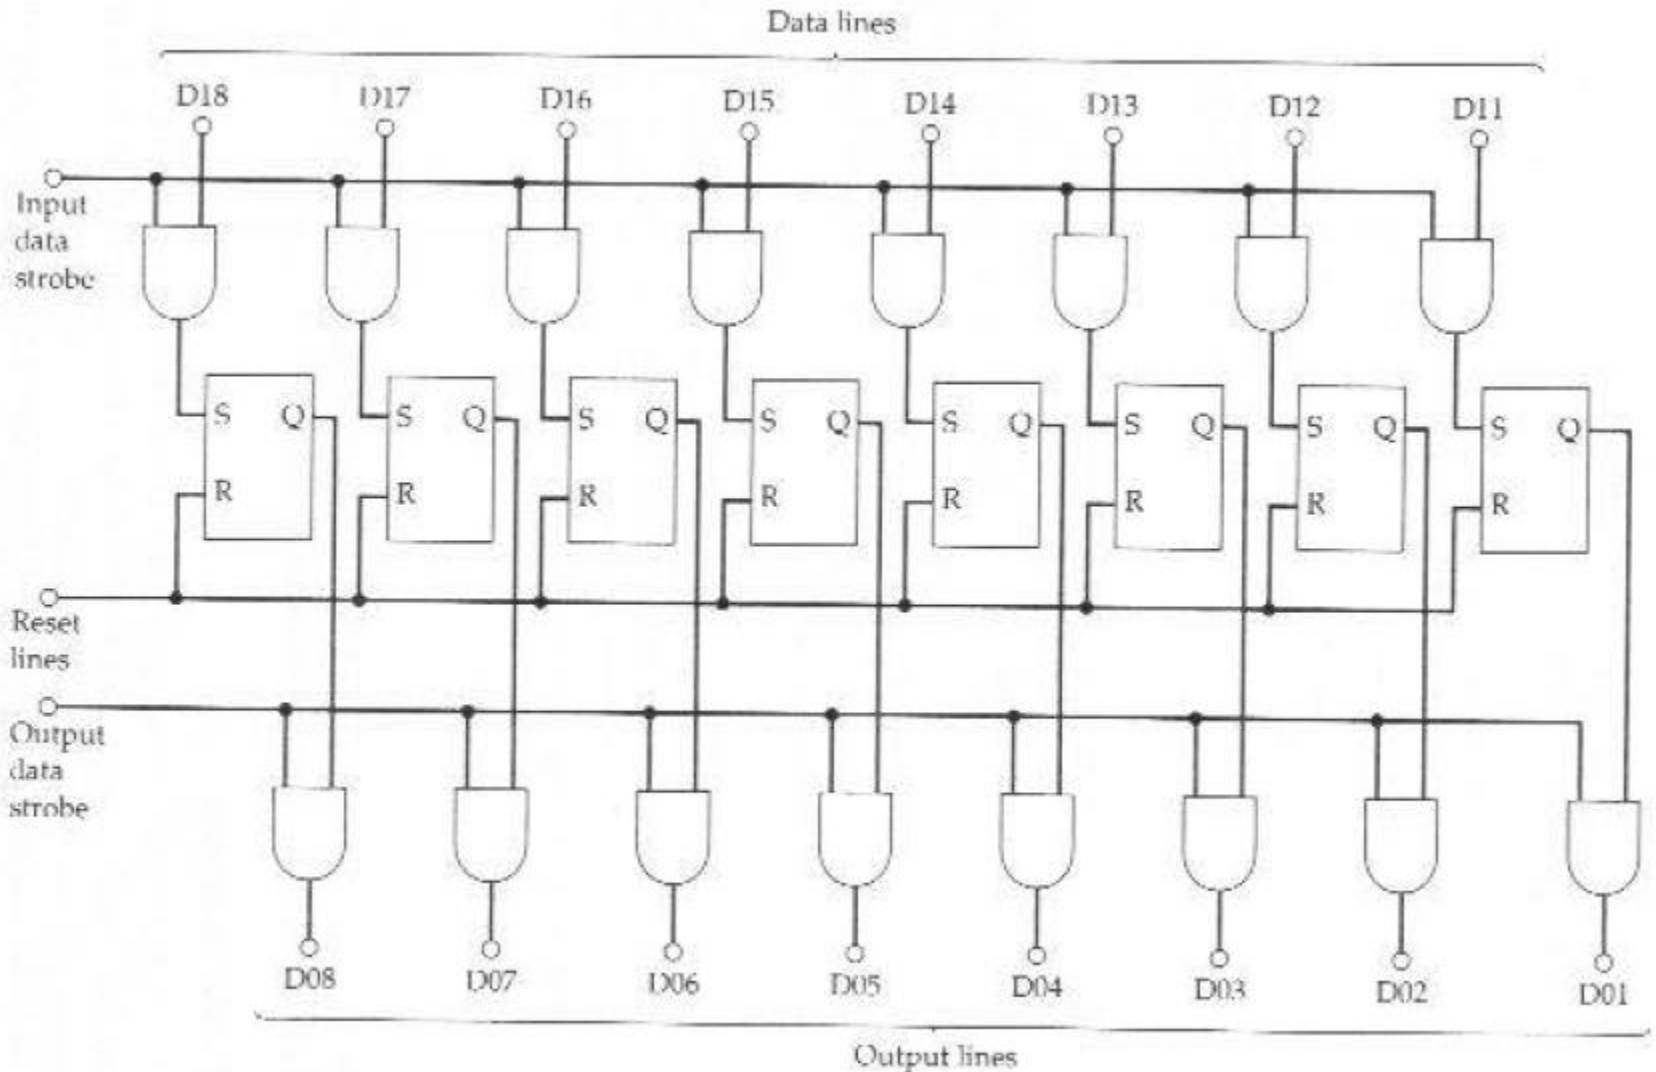 Data lines
D18 D17 D16 D15 D14 D13 D12 D11
Input
data
strobe
S Q S Q S Q S Q S Q S Q S Q S Q
R R R R R R R R
Reset
lines
Output
data
strobe
D08 D07 D06 D05 D04 D03 D02 D01
Output lines